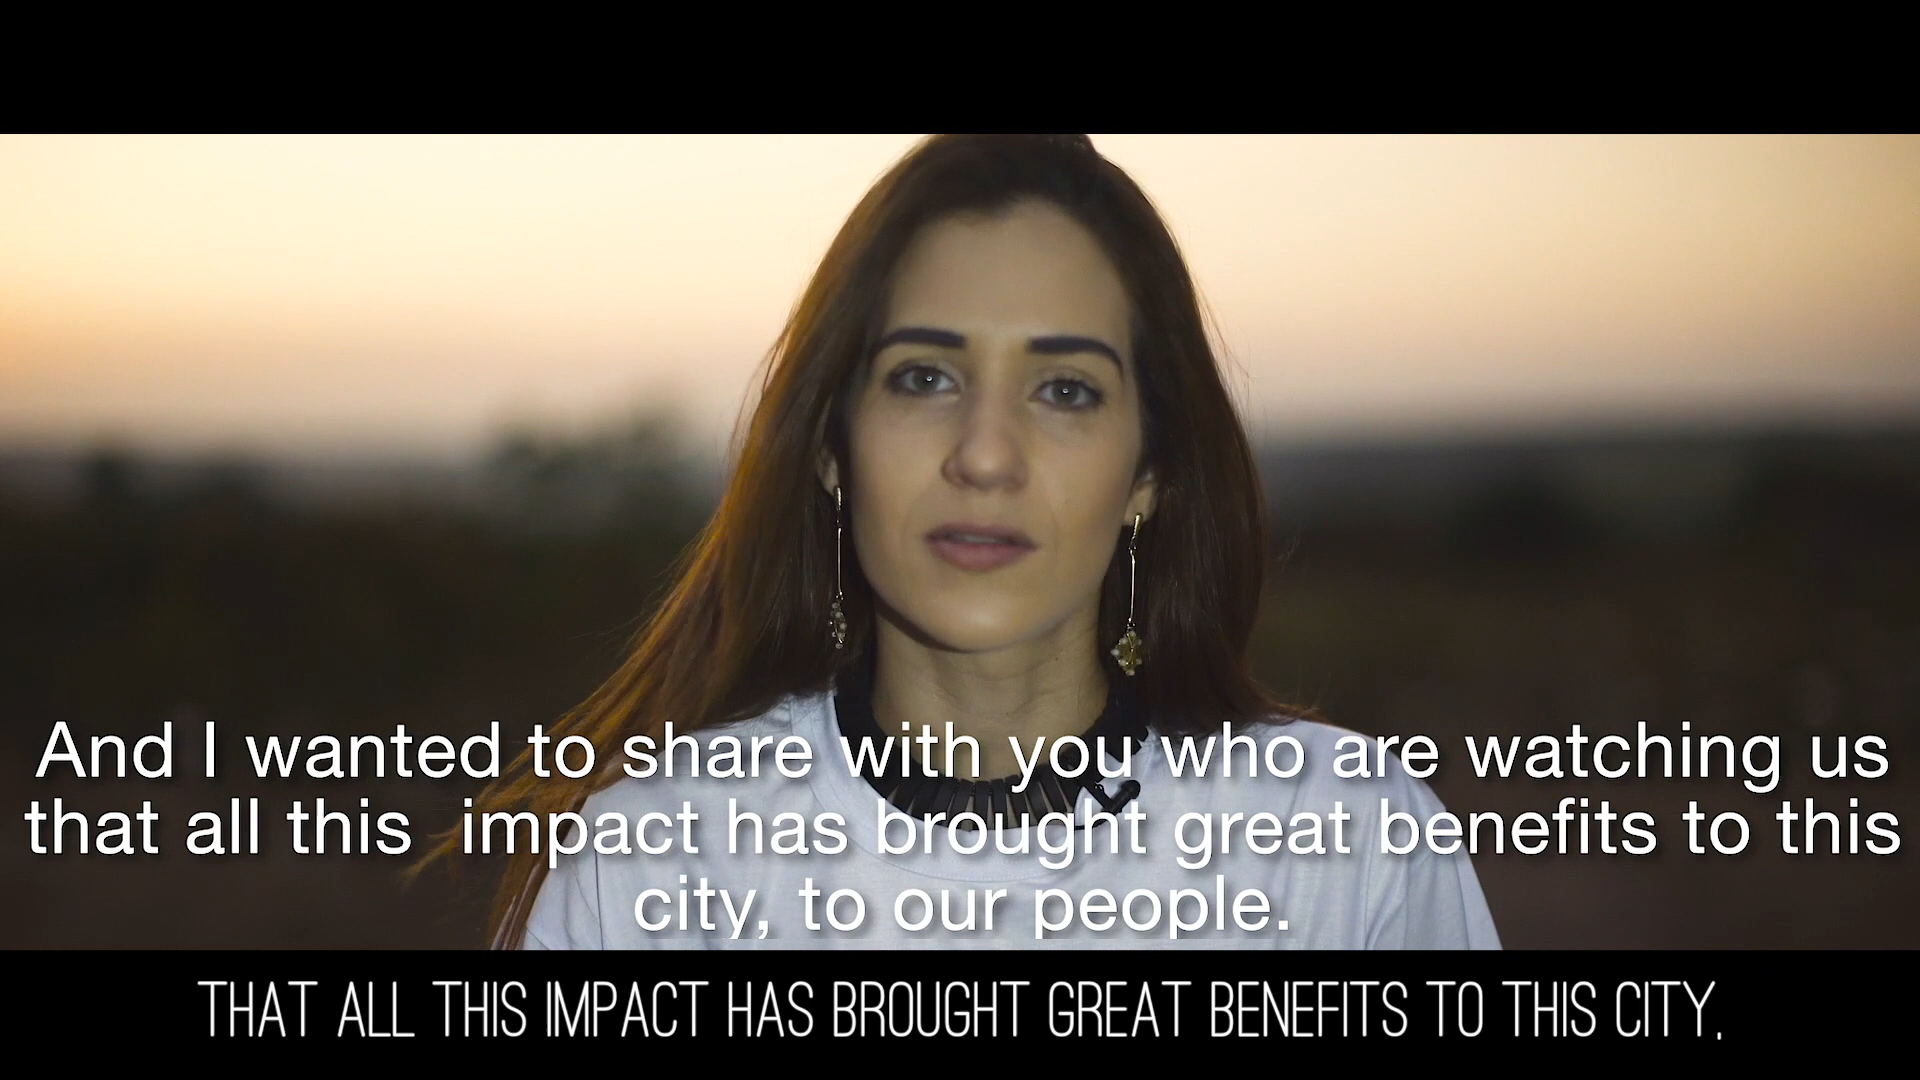 And I wanted to share with you who are watching us
that all this  impact has brought great benefits to this
city, to our people.
THAT ALL THIS IMPACT HAS BROUGHT GREAT BENEFITS TO THIS CITY,